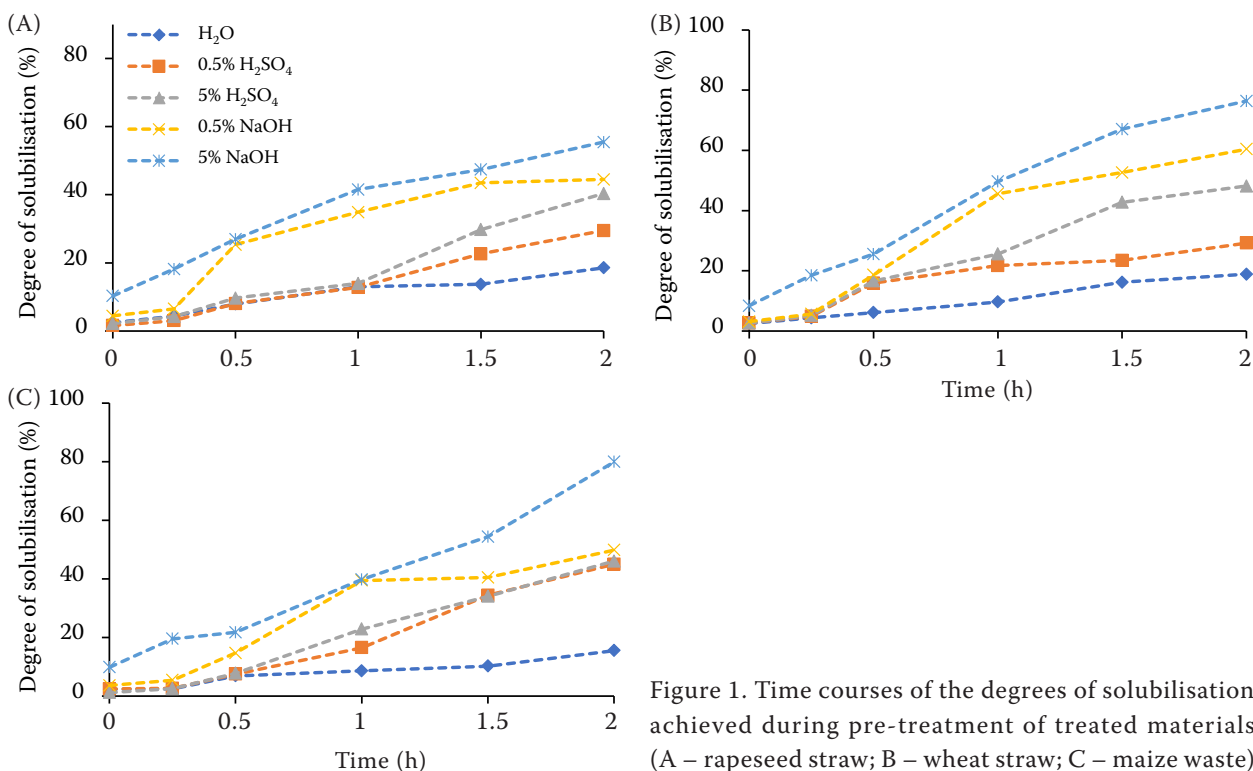 (A)
Degree of solubilisation (%)
80
60
40
20
0
0 0.5 1 1.5 2
H₂O
0.5% H₂SO₄
5% H₂SO₄
0.5% NaOH
5% NaOH
(B)
Degree of solubilisation (%)
100
80
60
40
20
0
0 0.5 1 1.5 2
Time (h)
(C)
Degree of solubilisation (%)
100
80
60
40
20
0
0 0.5 1 1.5 2
Time (h)
Figure 1. Time courses of the degrees of solubilisation
achieved during pre-treatment of treated materials
(A – rapeseed straw; B – wheat straw; C – maize waste)